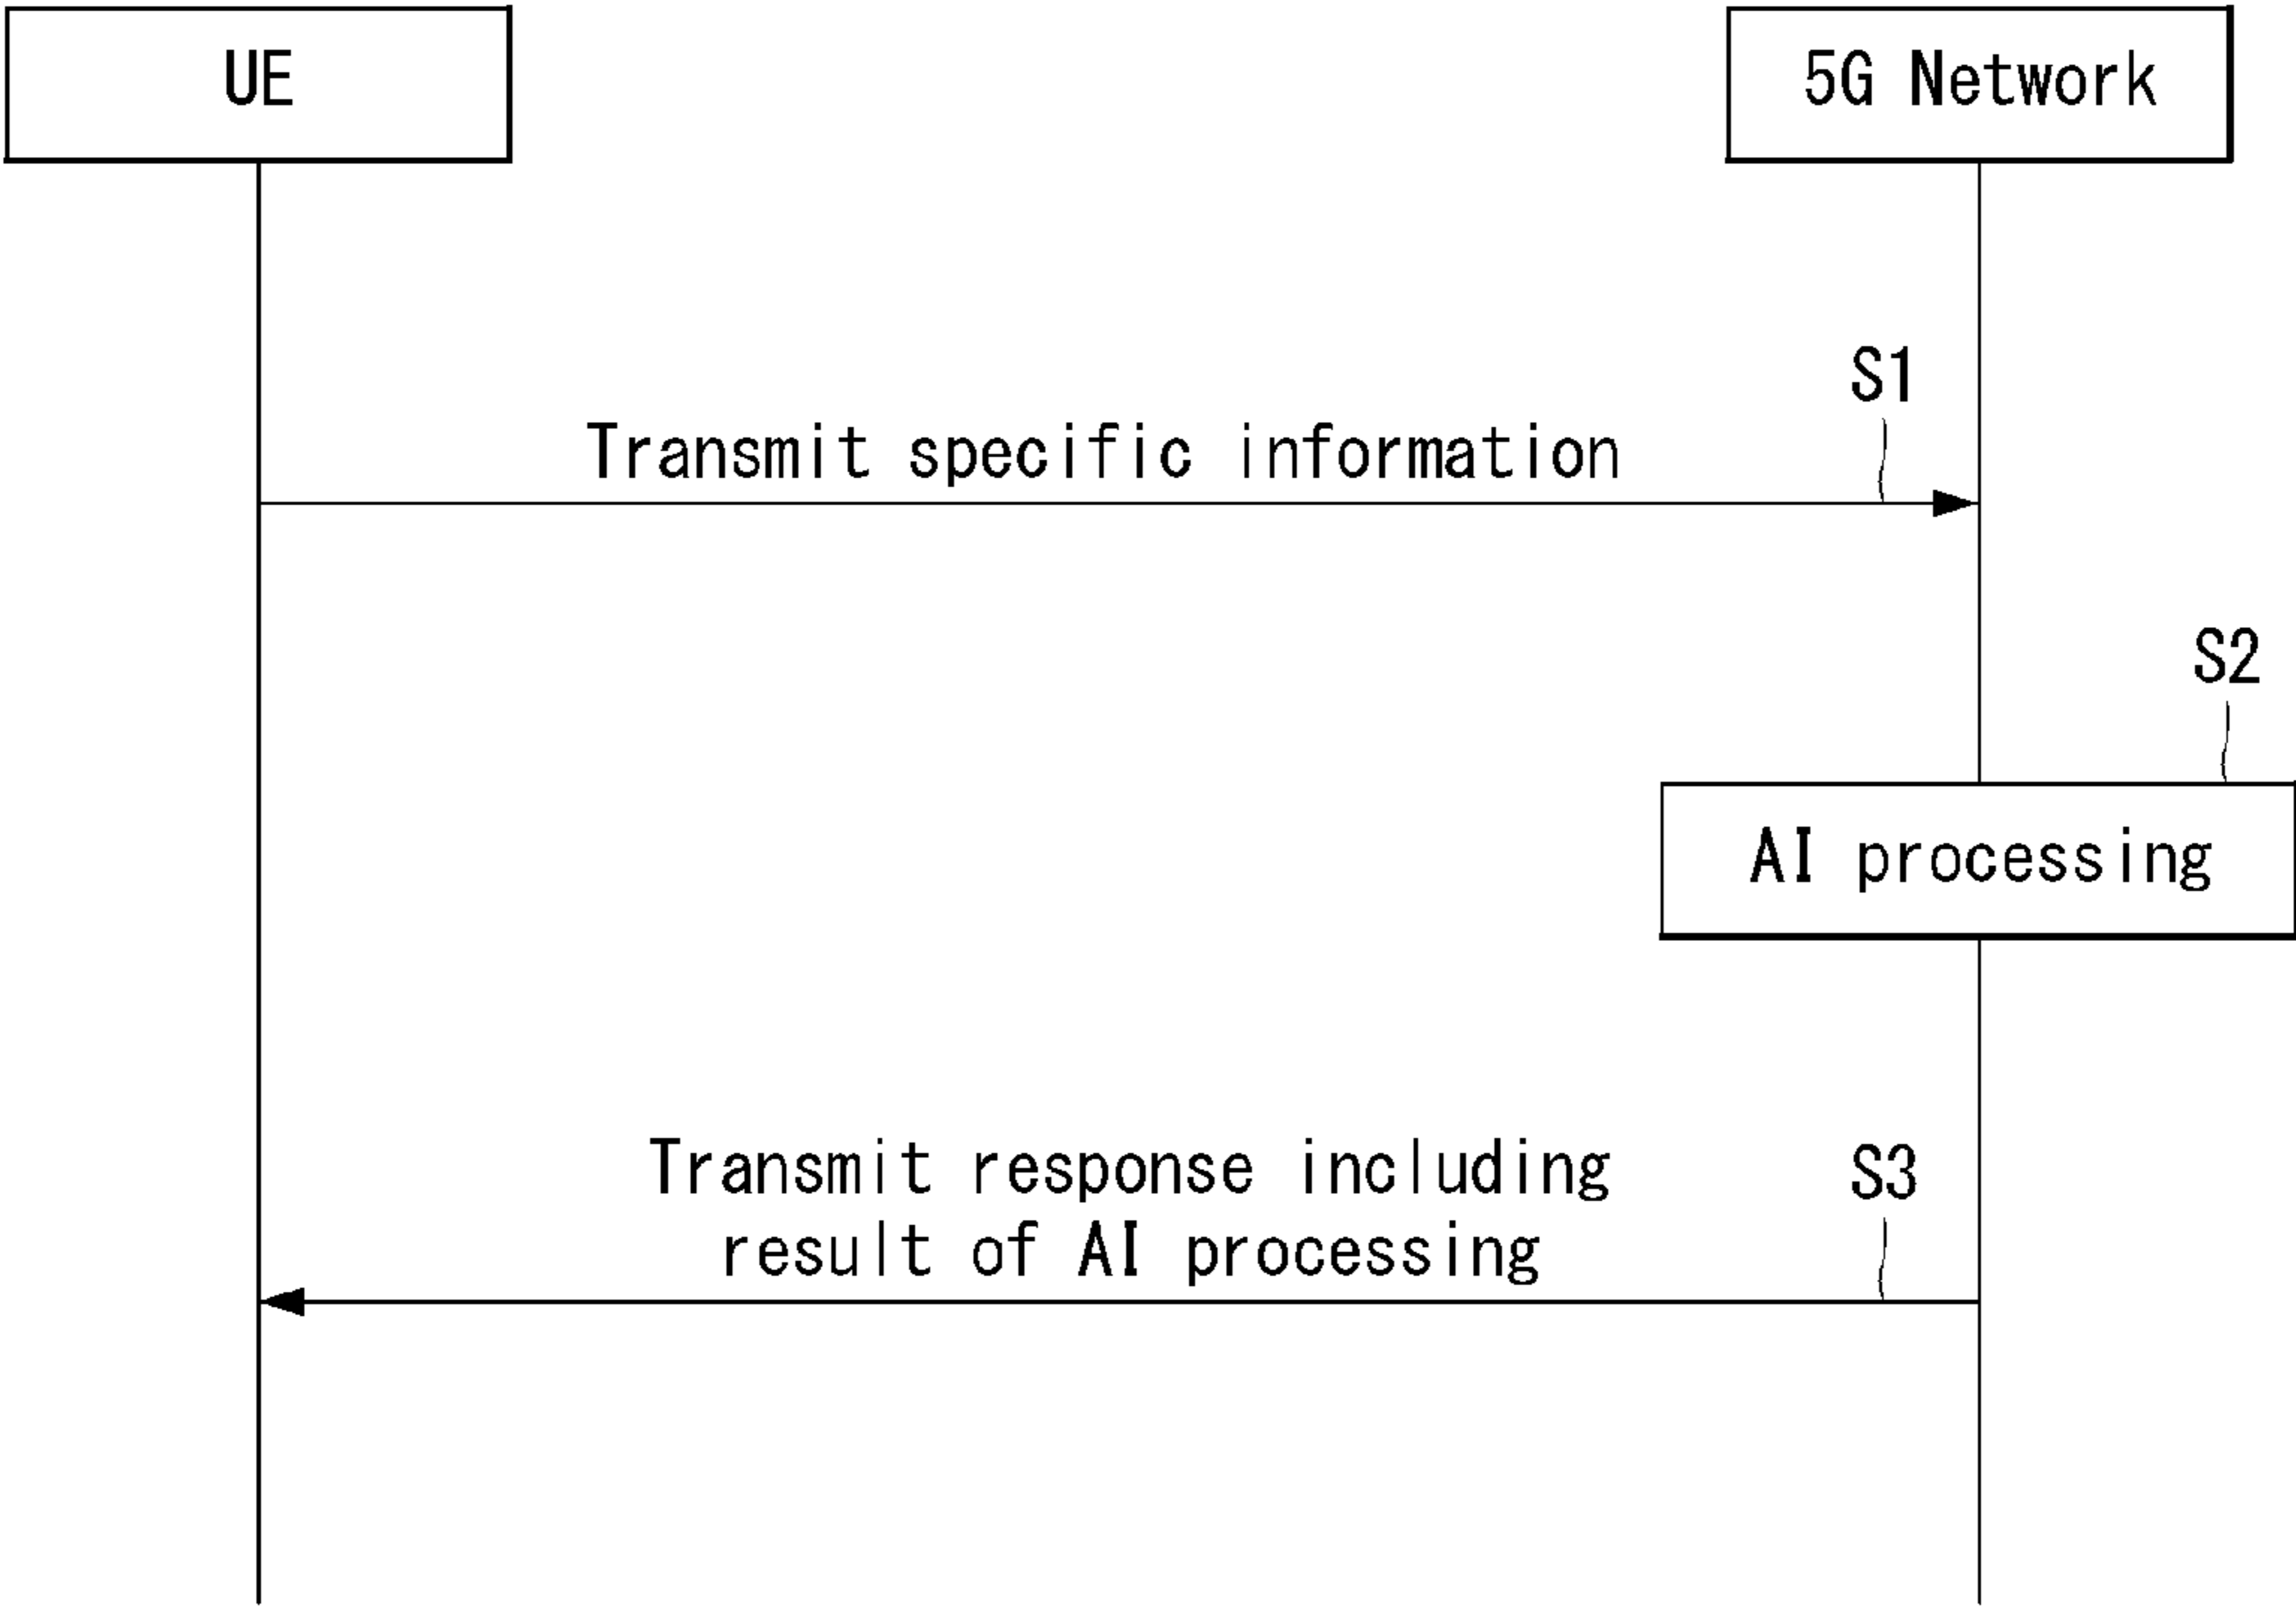 UE
5G Network
S1
Transmit specific information
S2
AI processing
Transmit response including
S3
result of AI processing